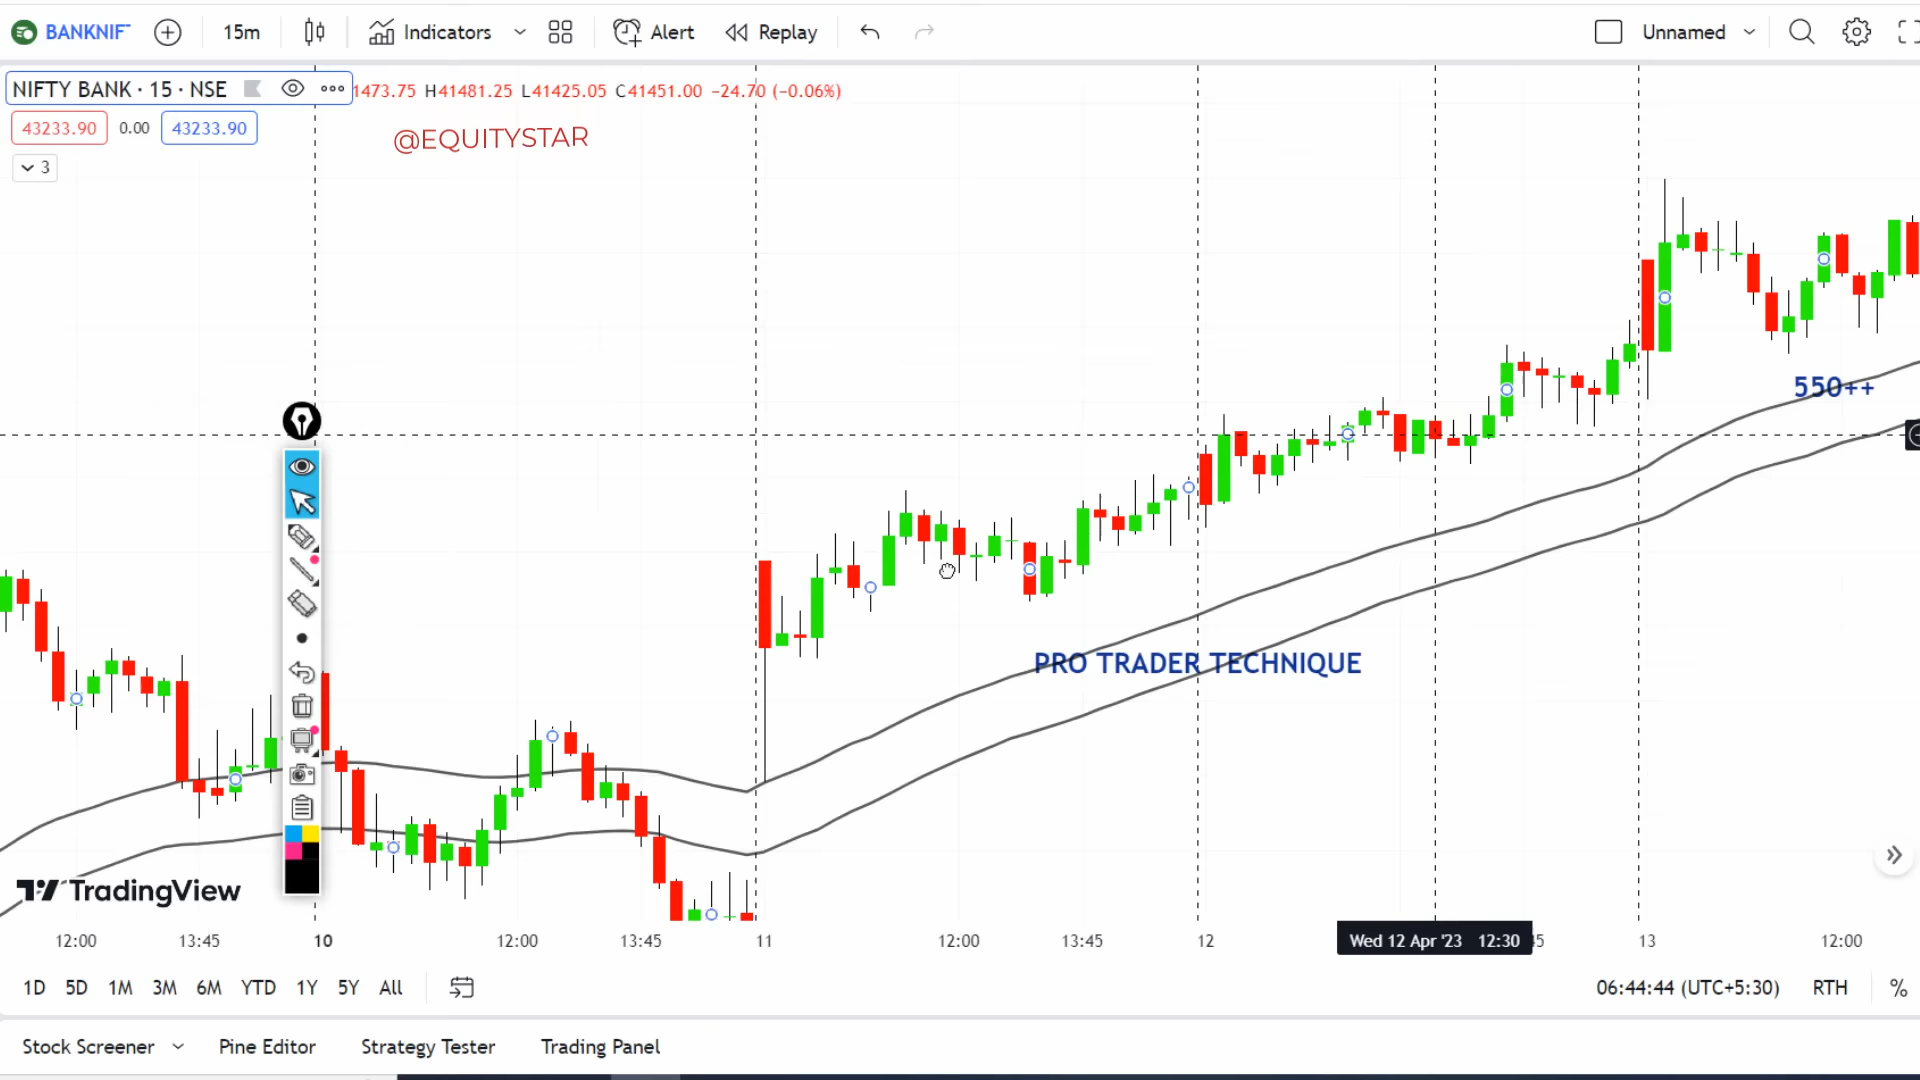 BANKNIF
15m
Indicators
Alert
Replay
Unnamed
NIFTY BANK · 15 · NSE
1473.75 H41481.25 L41425.05 C41451.00 −24.70 (−0.06%)
43233.90 0.00 43233.90
@EQUITYSTAR
3
550++
PRO TRADER TECHNIQUE
TradingView
12:00 13:45 10 12:00 13:45 11 12:00 13:45 12 Wed 12 Apr '23 12:30 45 13 12:00
1D 5D 1M 3M 6M YTD 1Y 5Y All
06:44:44 (UTC+5:30) RTH %
Stock Screener Pine Editor Strategy Tester Trading Panel